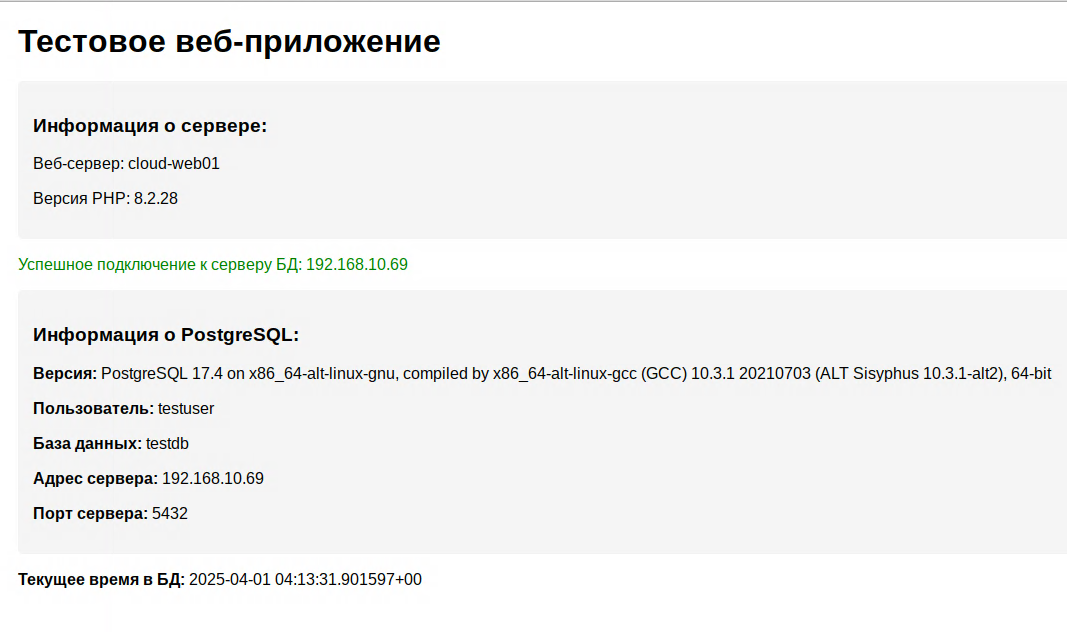 Тестовое веб-приложение
Информация о сервере:
Веб-сервер: cloud-web01
Версия PHP: 8.2.28
Успешное подключение к серверу БД: 192.168.10.69
Информация о PostgreSQL:
Версия: PostgreSQL 17.4 on x86_64-alt-linux-gnu, compiled by x86_64-alt-linux-gcc (GCC) 10.3.1 20210703 (ALT Sisyphus 10.3.1-alt2), 64-bit
Пользователь: testuser
База данных: testdb
Адрес сервера: 192.168.10.69
Порт сервера: 5432
Текущее время в БД: 2025-04-01 04:13:31.901597+00